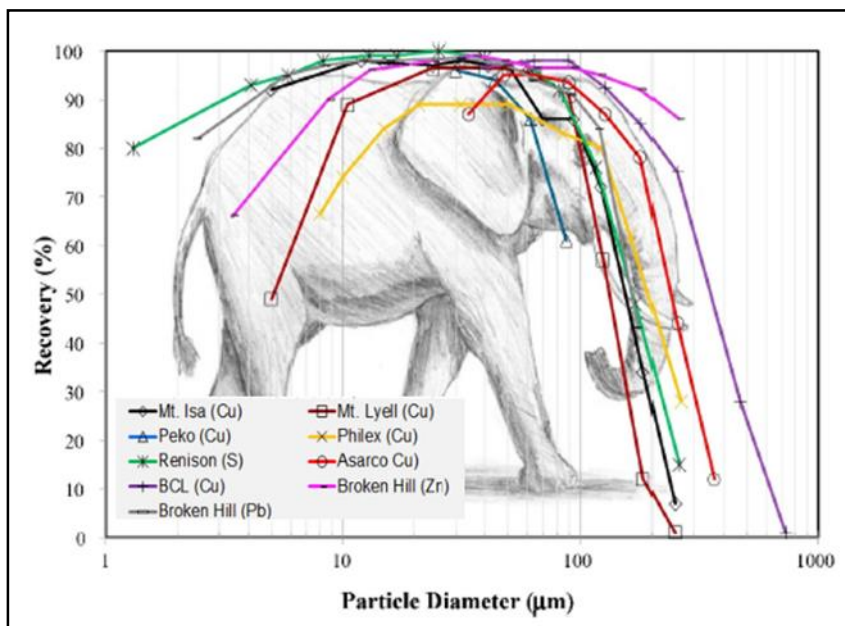 100
90
80
70
60
50
40
30
20
10
0
Recovery (%)
Mt. Isa (Cu)
Mt. Lyell (Cu)
Peko (Cu)
Philex (Cu)
Renison (S)
Asarco Cu)
BCL (Cu)
Broken Hill (Zn)
Broken Hill (Pb)
1
10
100
1000
Particle Diameter (μm)